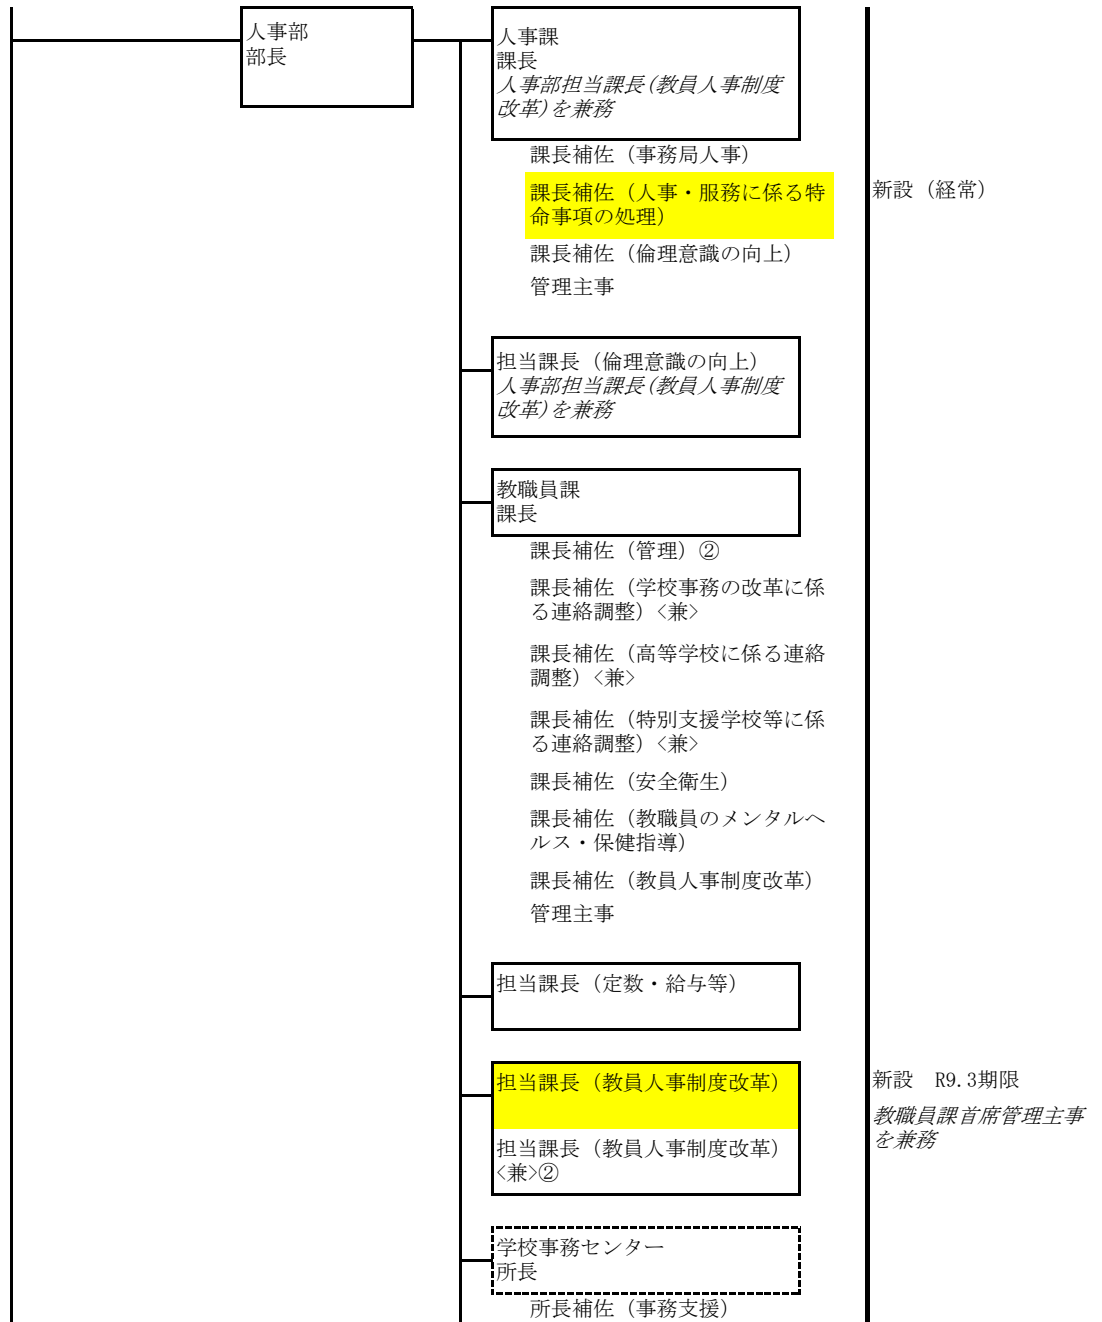 人事部
部長
人事課
課長
人事部担当課長(教員人事制度
改革)を兼務
課長補佐（事務局人事）
課長補佐（人事・服務に係る特
命事項の処理）
新設（経常）
課長補佐（倫理意識の向上）
管理主事
担当課長（倫理意識の向上）
人事部担当課長(教員人事制度
改革)を兼務
教職員課
課長
課長補佐（管理）②
課長補佐（学校事務の改革に係
る連絡調整）<兼>
課長補佐（高等学校に係る連絡
調整）<兼>
課長補佐（特別支援学校等に係
る連絡調整）<兼>
課長補佐（安全衛生）
課長補佐（教職員のメンタルヘ
ルス・保健指導）
課長補佐（教員人事制度改革）
管理主事
担当課長（定数・給与等）
担当課長（教員人事制度改革）
新設　R9.3期限
教職員課首席管理主事
を兼務
担当課長（教員人事制度改革）
<兼>②
学校事務センター
所長
所長補佐（事務支援）